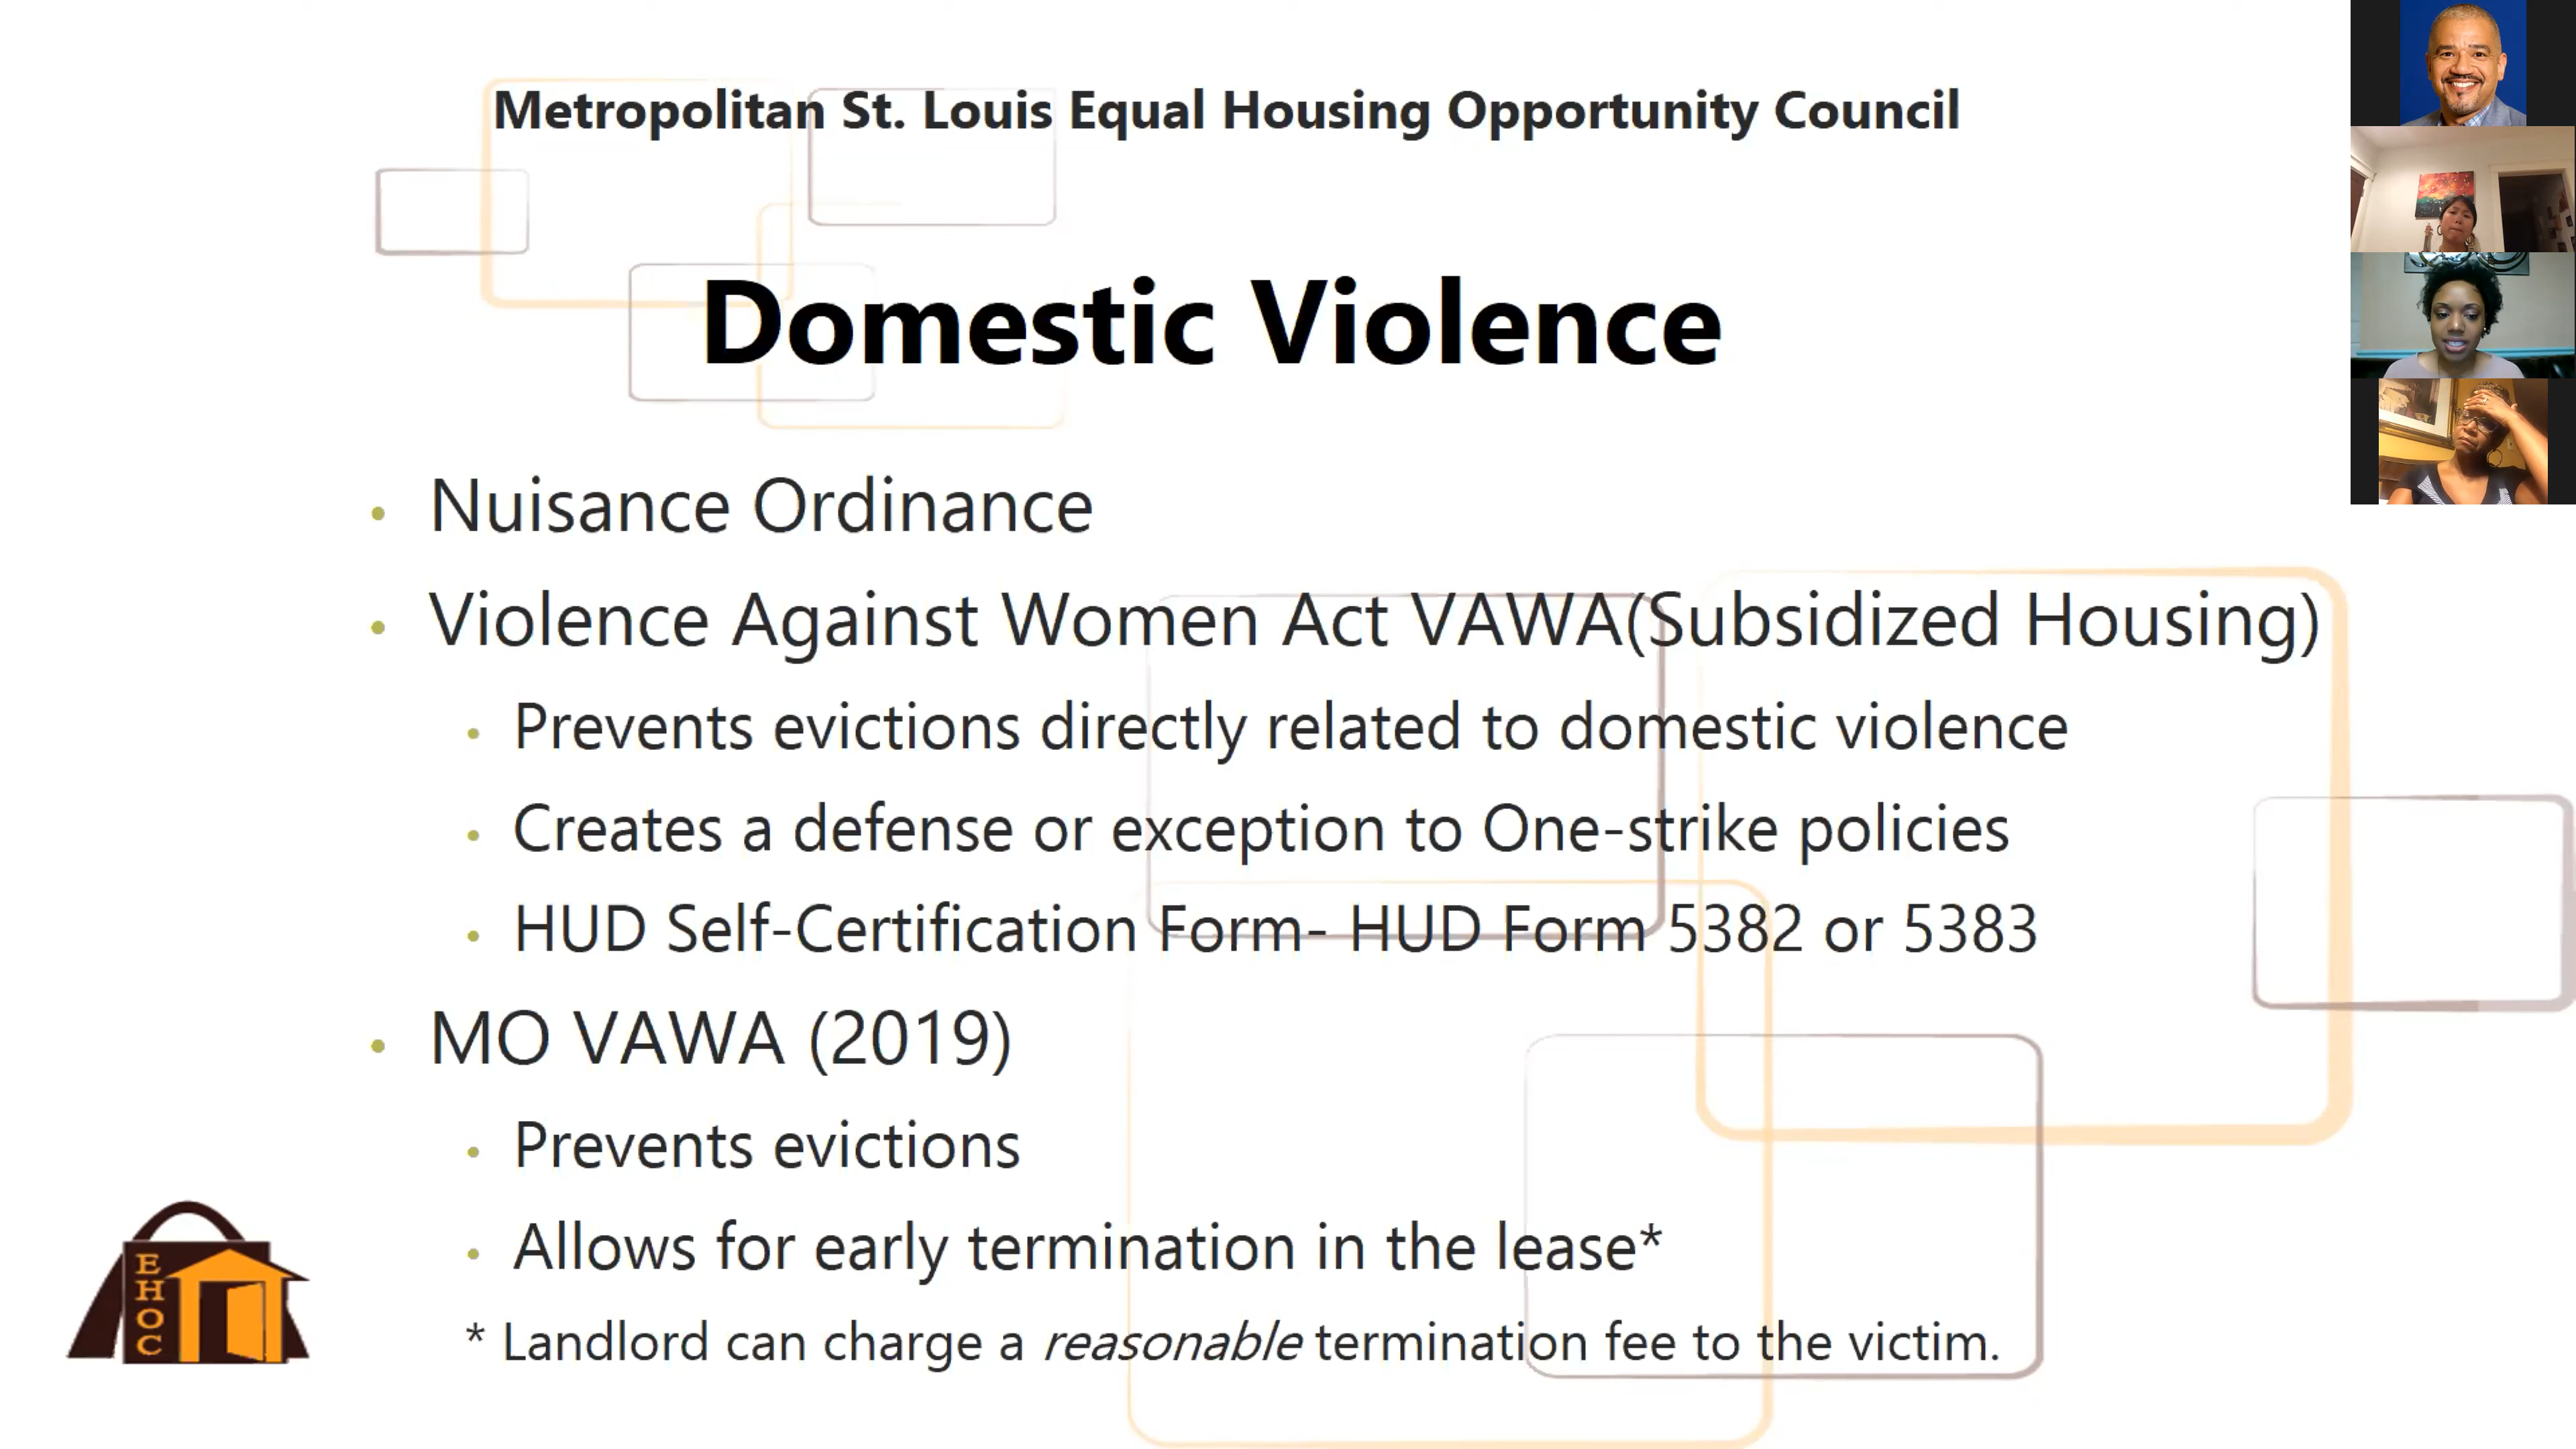 Metropolitan St. Louis Equal Housing Opportunity Council
Domestic Violence
• Nuisance Ordinance
• Violence Against Women Act VAWA(Subsidized Housing)
• Prevents evictions directly related to domestic violence
• Creates a defense or exception to One-strike policies
• HUD Self-Certification Form- HUD Form 5382 or 5383
• MO VAWA (2019)
• Prevents evictions
• Allows for early termination in the lease*
* Landlord can charge a reasonable termination fee to the victim.
EHOC